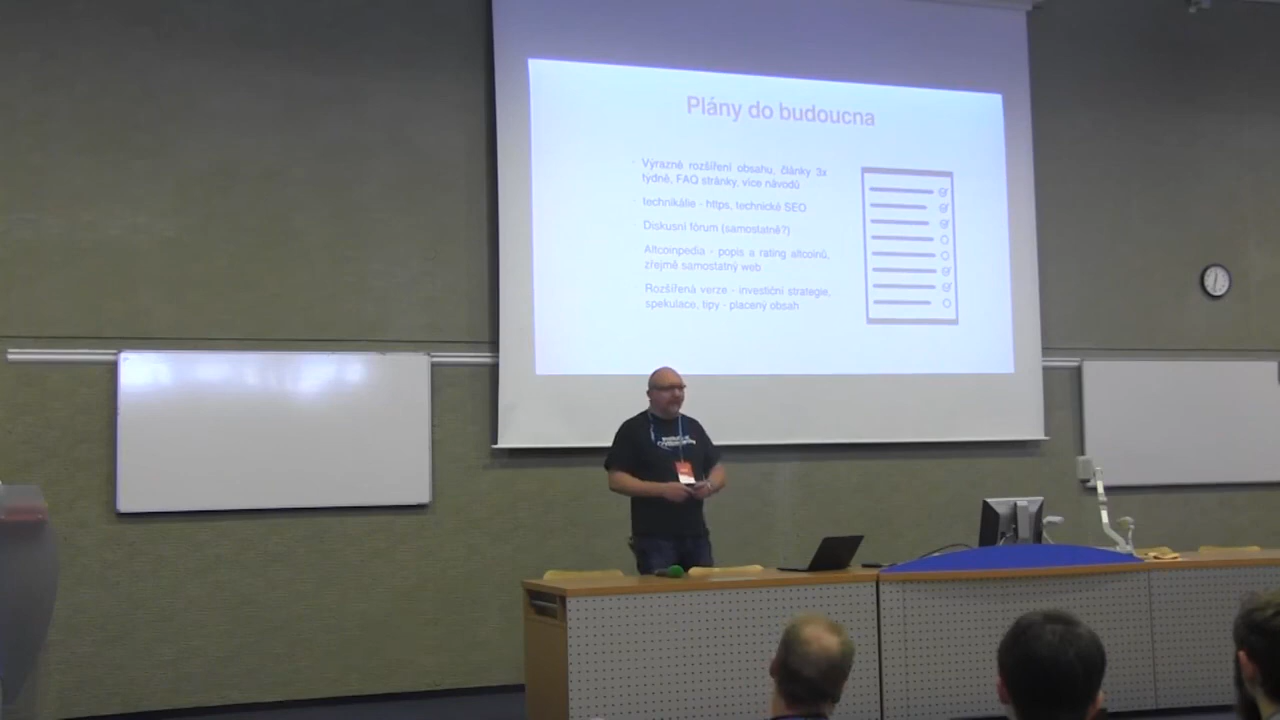 Plány do budoucna
Výrazné rozšíření obsahu, články 3x
týdně, FAQ stránky, více návodů
technikálie - https, technické SEO
Diskusní fórum (samostatně?)
Altcoinpedia - popis a rating altcoinů,
zřejmě samostatný web
Rozšířená verze - investiční strategie,
spekulace, tipy - placený obsah